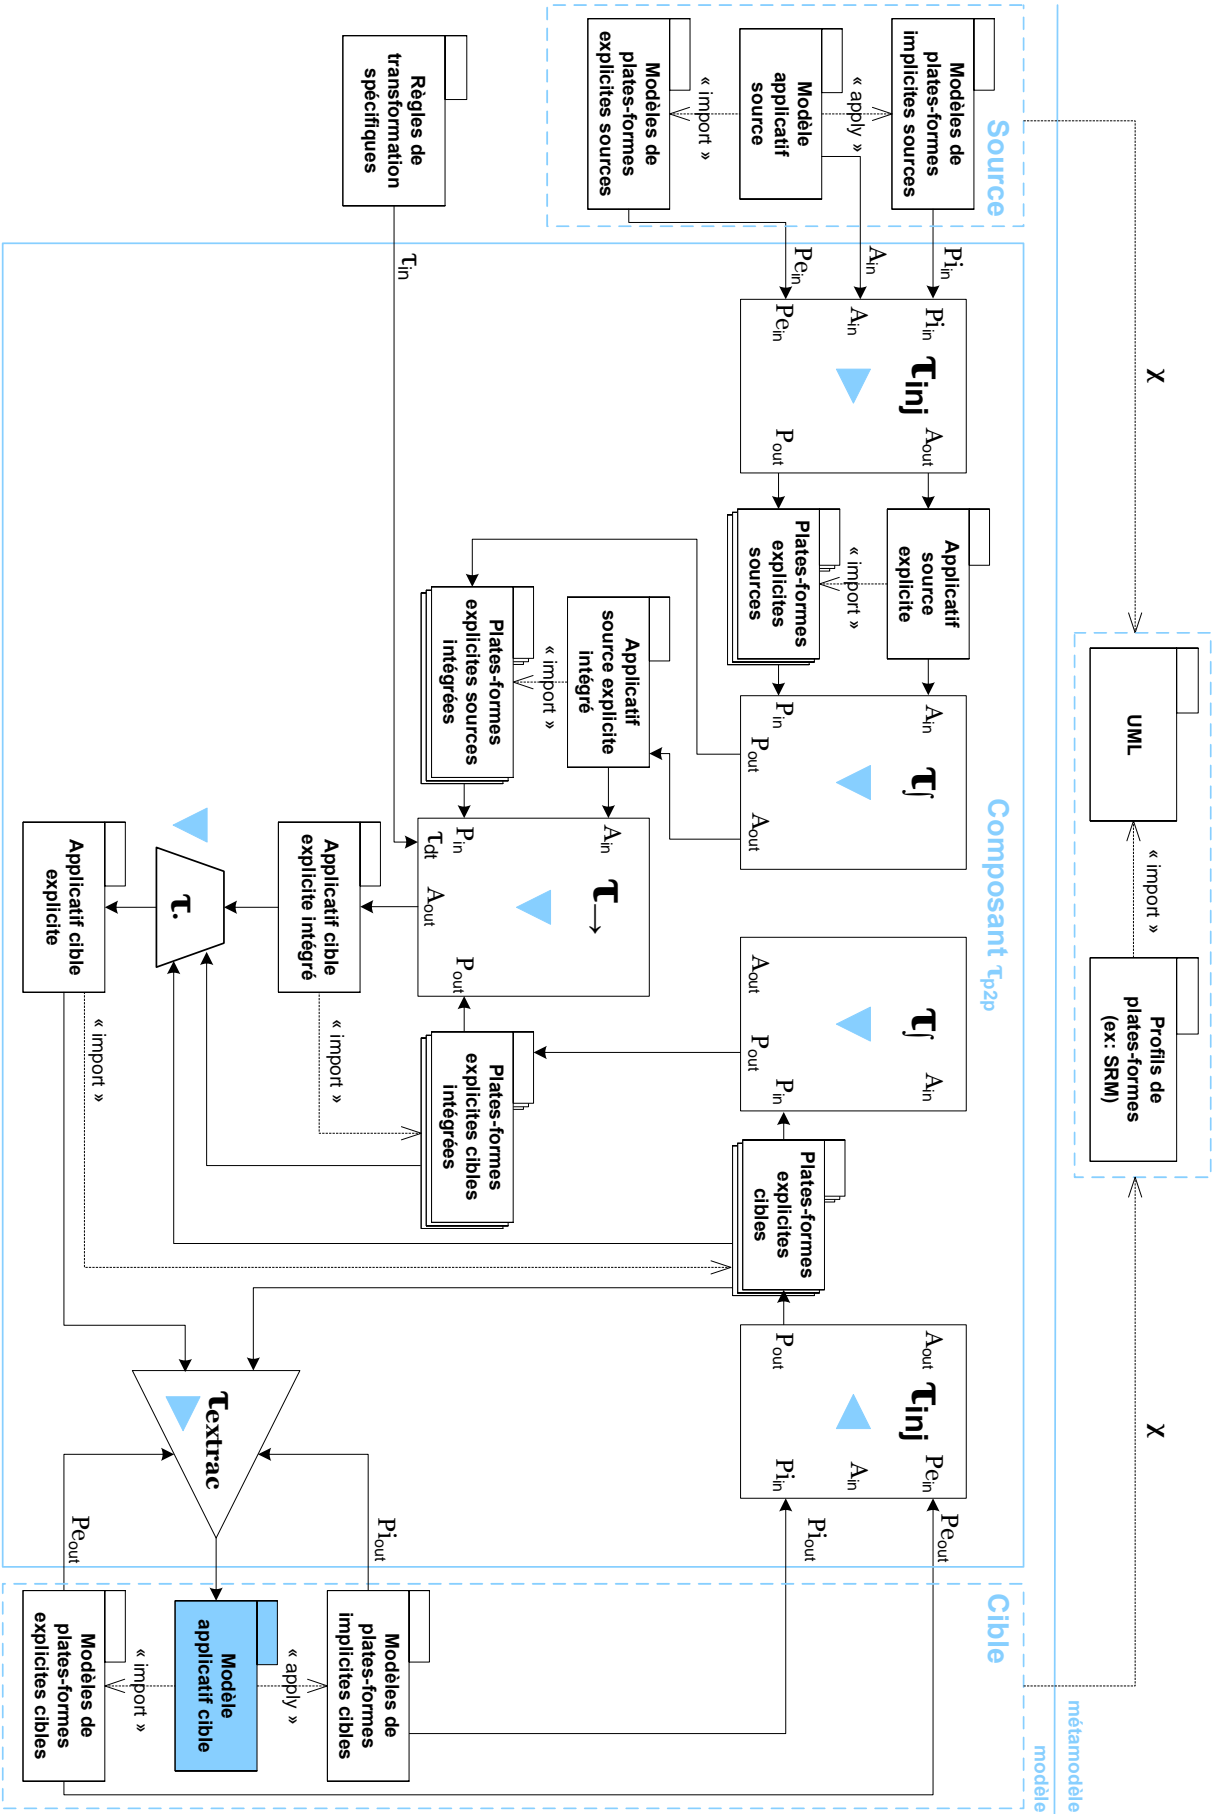 métamodèle
modèle
χ
χ
UML
« import »
Profils de
plates-formes
(ex: SRM)
Source
Modèles de
plates-formes
implicites sources
« apply »
Modèle
applicatif
source
« import »
Modèles de
plates-formes
explicites sources
Règles de
transformation
spécifiques
Composant τp2p
Piin
Ain
Pein
τin
Piin
Ain
Pein
τinj
Aout
Pout
Applicatif
source
explicite
« import »
Plates-formes
explicites
sources
Ain
Pin
τ∫
Pout
Aout
Applicatif
source explicite
intégré
« import »
Plates-formes
explicites sources
intégrées
Ain
Pin
τdt
τ→
Aout
Pout
Aout
Pout
τ∫
Ain
Pin
Plates-formes
explicites
cibles
Plates-formes
explicites cibles
intégrées
Applicatif cible
explicite intégré
« import »
τ.
Applicatif cible
explicite
« import »
Aout
Pout
τinj
Pein
Ain
Piin
Peout
Piout
τextrac
Piout
Peout
Cible
Modèles de
plates-formes
implicites cibles
« apply »
Modèle
applicatif cible
« import »
Modèles de
plates-formes
explicites cibles